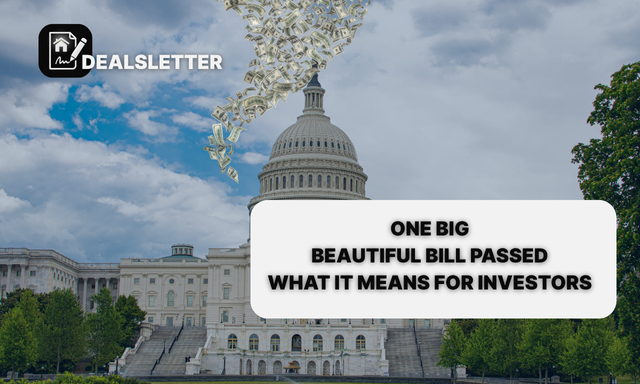 DEALSLETTER
ONE BIG
BEAUTIFUL BILL PASSED
WHAT IT MEANS FOR INVESTORS